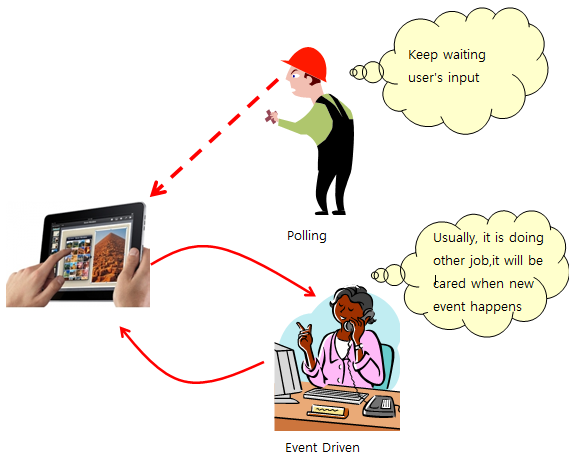 Keep waiting
user's input
Polling
Usually, it is doing
other job,it will be
cared when new
event happens
Event Driven